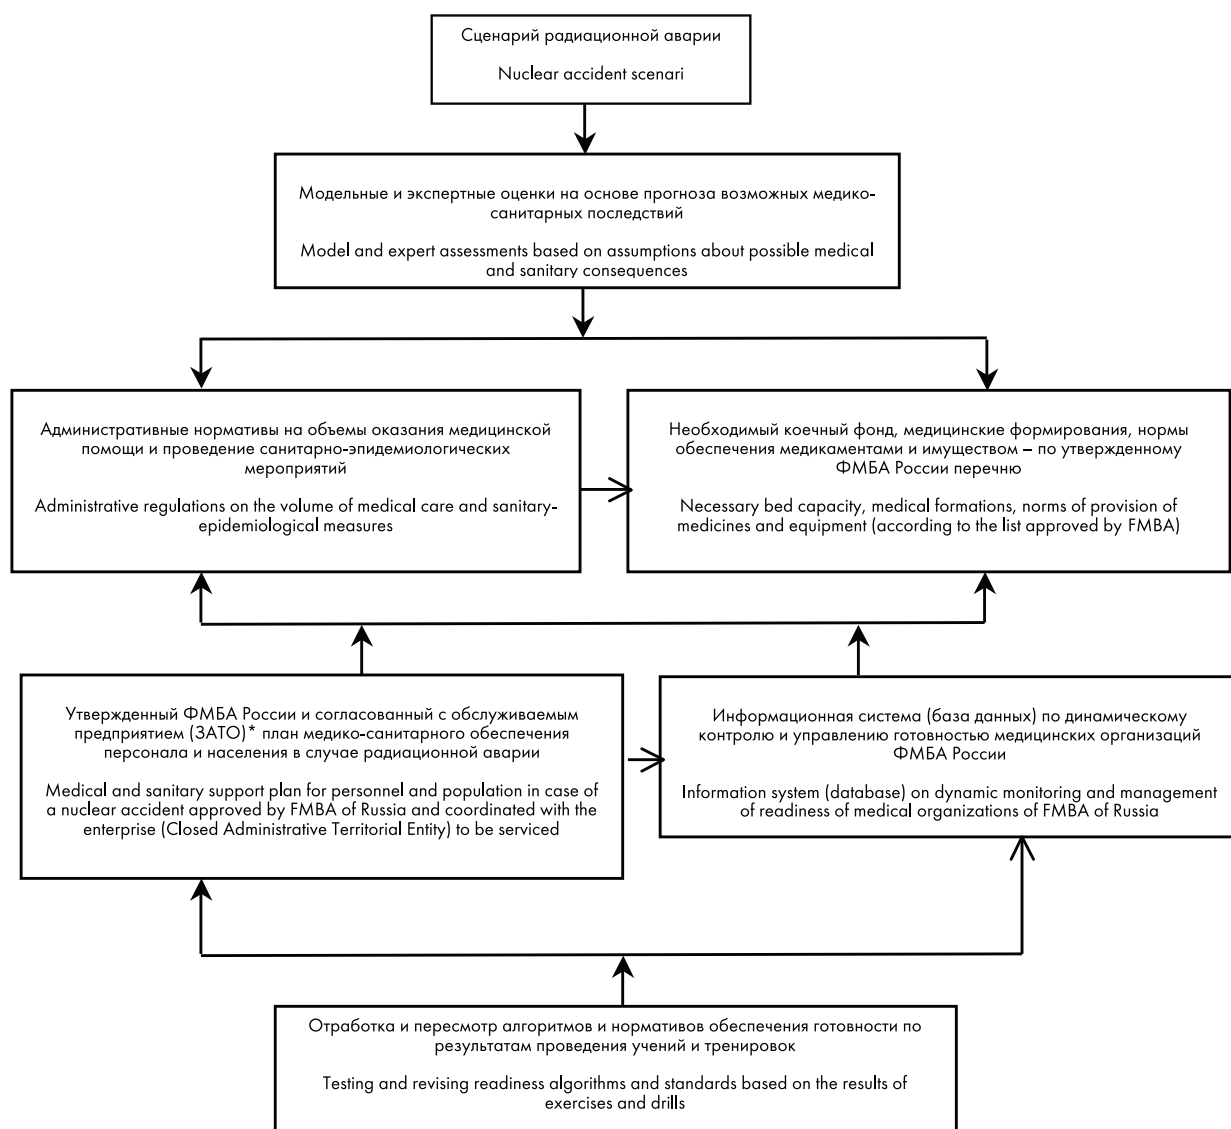 Сценарий радиационной аварии
Nuclear accident scenari
Модельные и экспертные оценки на основе прогноза возможных медико-
санитарных последствий
Model and expert assessments based on assumptions about possible medical
and sanitary consequences
Административные нормативы на объемы оказания медицинской
помощи и проведение санитарно-эпидемиологических
мероприятий
Administrative regulations on the volume of medical care and sanitary-
epidemiological measures
Необходимый коечный фонд, медицинские формирования, нормы
обеспечения медикаментами и имуществом – по утвержденному
ФМБА России перечню
Necessary bed capacity, medical formations, norms of provision of
medicines and equipment (according to the list approved by FMBA)
Утвержденный ФМБА России и согласованный с обслуживаемым
предприятием (ЗАТО)* план медико-санитарного обеспечения
персонала и населения в случае радиационной аварии
Medical and sanitary support plan for personnel and population in case of
a nuclear accident approved by FMBA of Russia and coordinated with the
enterprise (Closed Administrative Territorial Entity) to be serviced
Информационная система (база данных) по динамическому
контролю и управлению готовностью медицинских организаций
ФМБА России
Information system (database) on dynamic monitoring and management
of readiness of medical organizations of FMBA of Russia
Отработка и пересмотр алгоритмов и нормативов обеспечения готовности по
результатам проведения учений и тренировок
Testing and revising readiness algorithms and standards based on the results of
exercises and drills